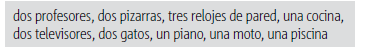 dos profesores, dos pizarras, tres relojes de pared, una cocina,
dos televisores, dos gatos, un piano, una moto, una piscina